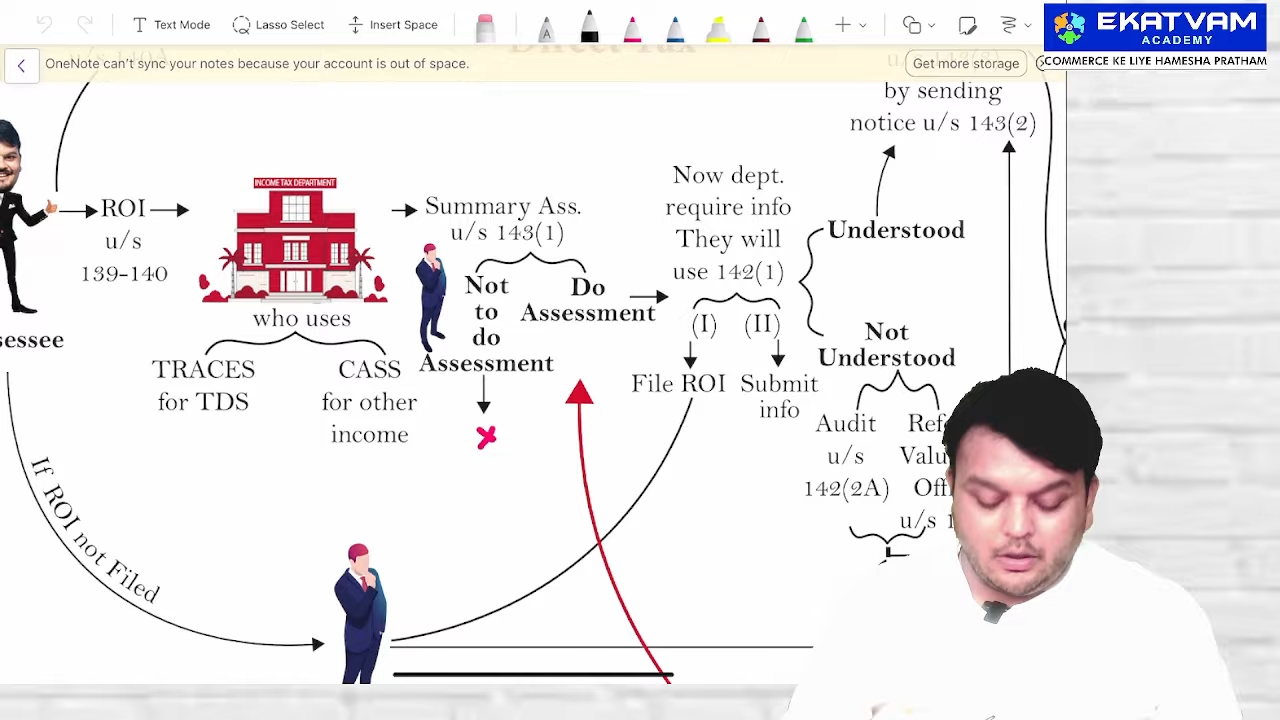 Text Mode
Lasso Select
Insert Space
EKATVAM
ACADEMY
COMMERCE KE LIYE HAMESHA PRATHAM
Direct Tax
OneNote can't sync your notes because your account is out of space.
Get more storage
by sending
notice u/s 143(2)
ROI
u/s
139-140
INCOME TAX DEPARTMENT
who uses
TRACES
for TDS
CASS
for other
income
Summary Ass.
u/s 143(1)
Not
to
do
Assessment
Do
Assessment
Now dept.
require info
They will
use 142(1)
(I)
(II)
File ROI
Submit
info
Understood
Not
Understood
Audit
u/s
142(2A)
u/s
If ROI not Filed